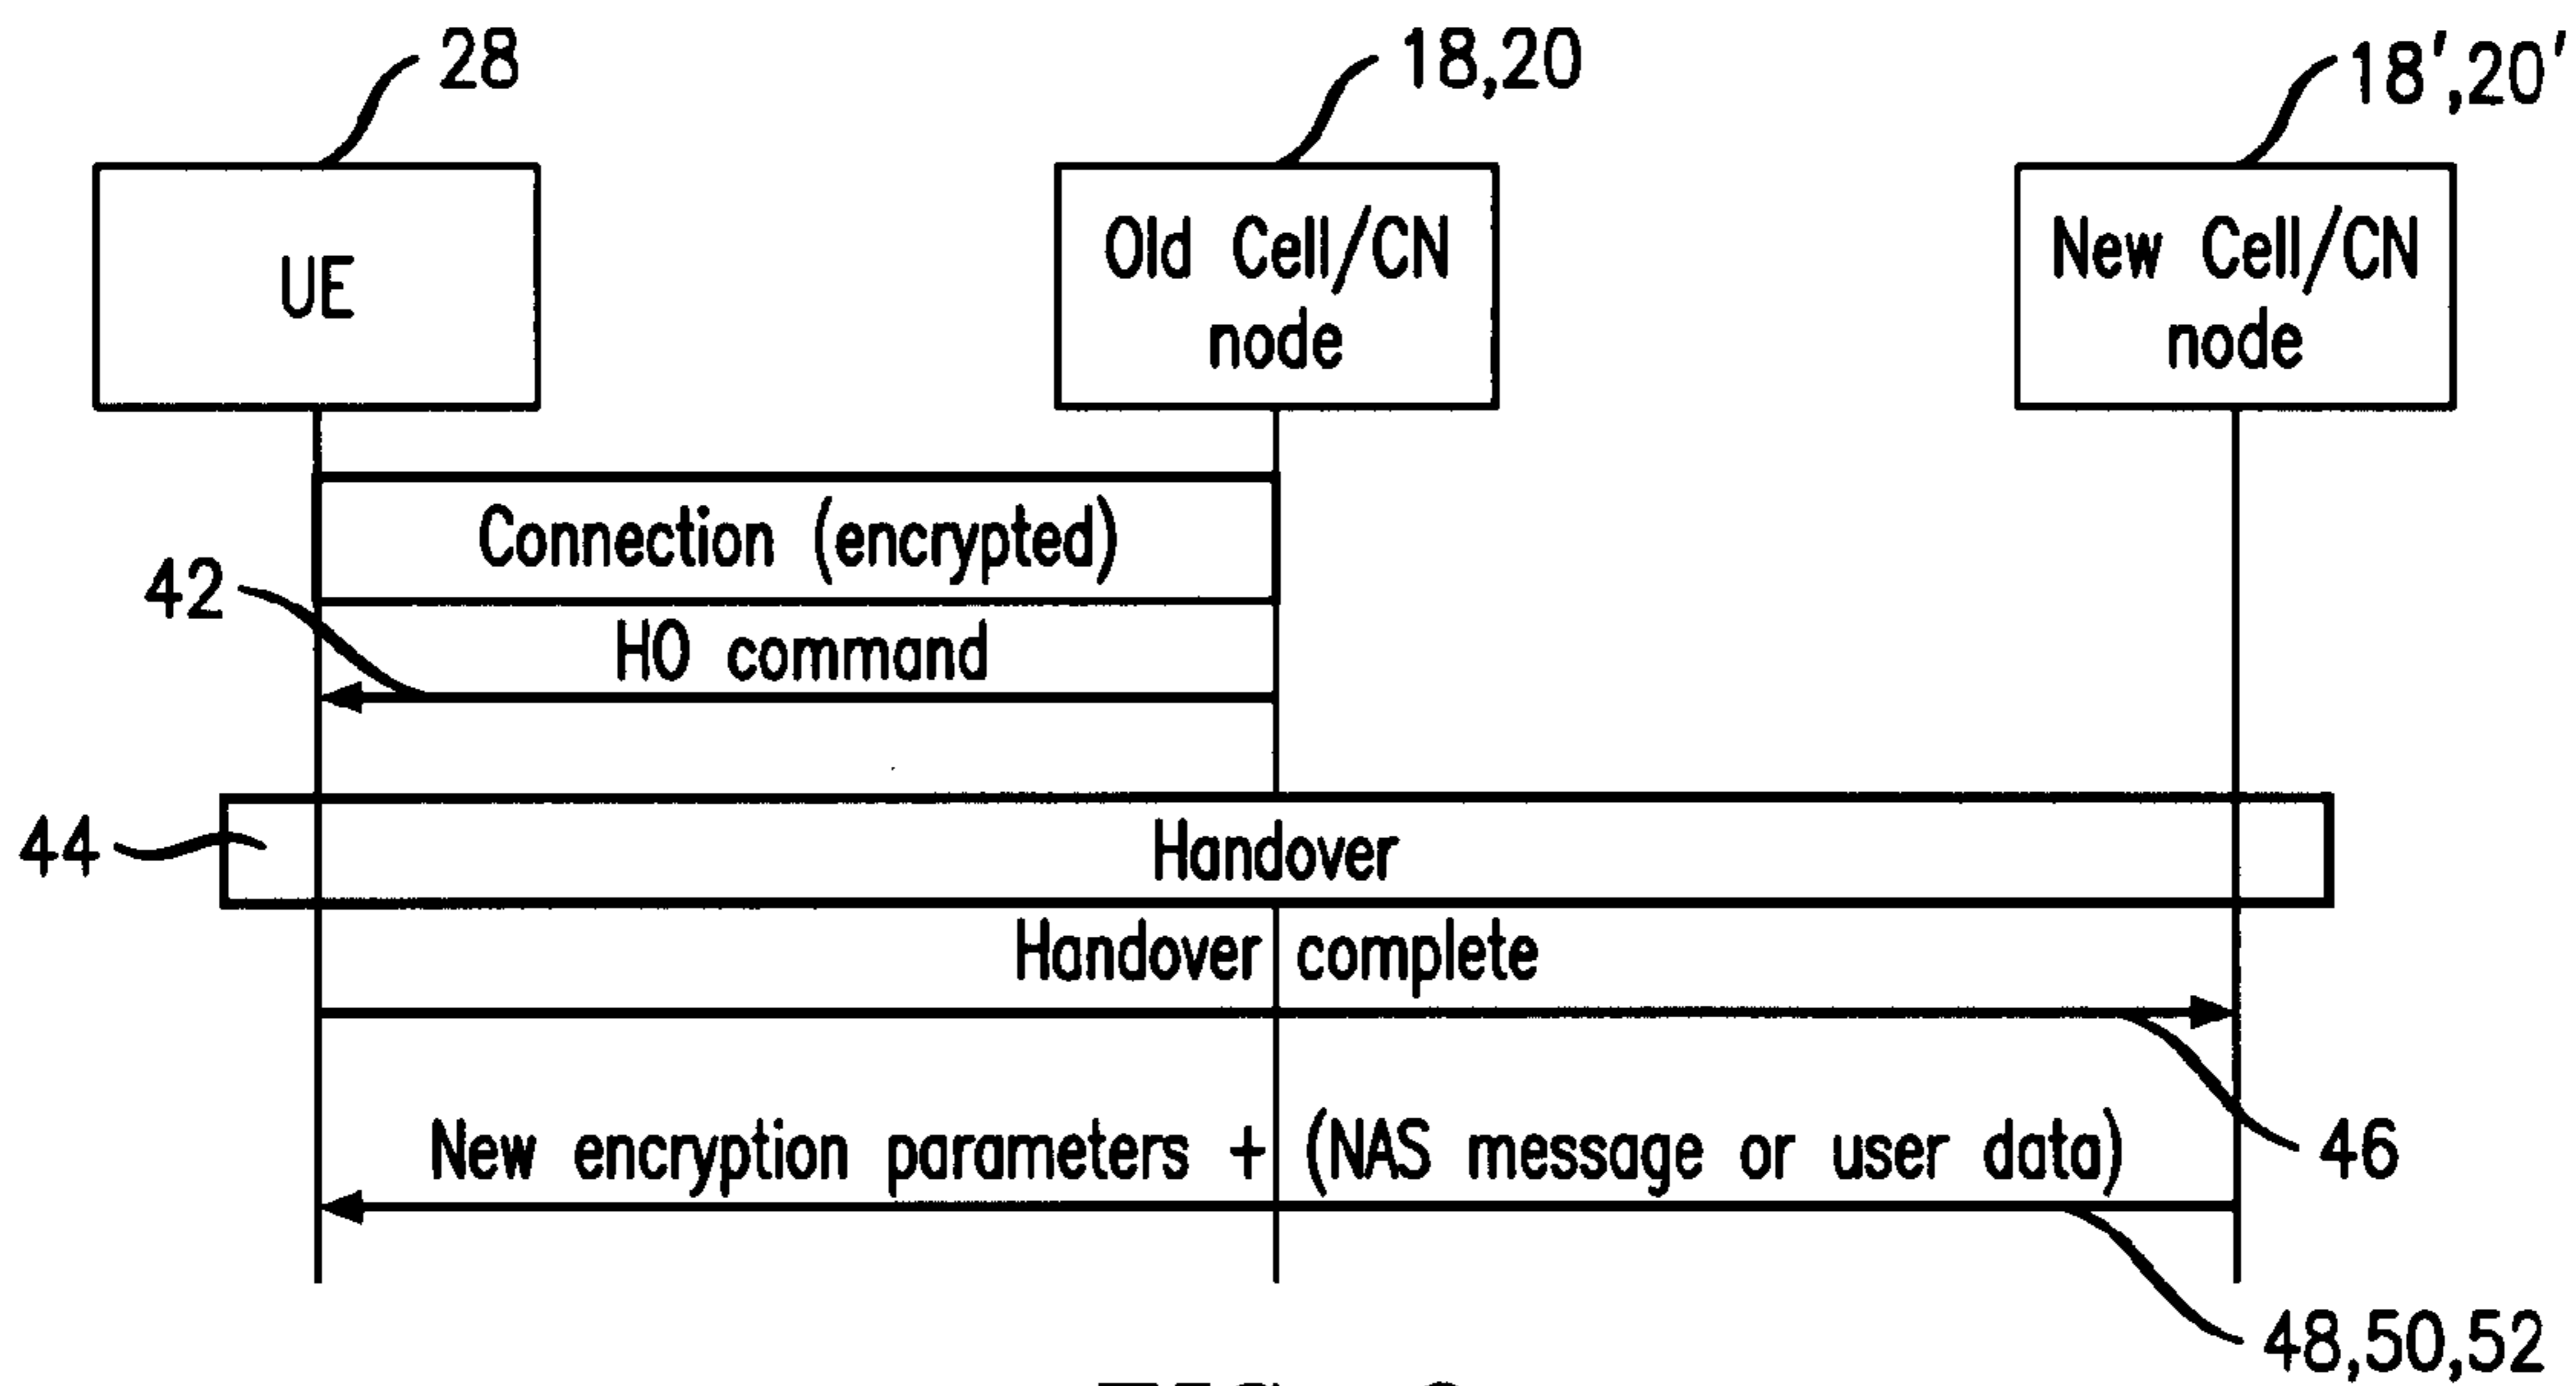 28
18,20
18',20'
UE
Old Cell/CN
node
New Cell/CN
node
Connection (encrypted)
42
HO command
44
Handover
Handover complete
46
New encryption parameters + (NAS message or user data)
48,50,52